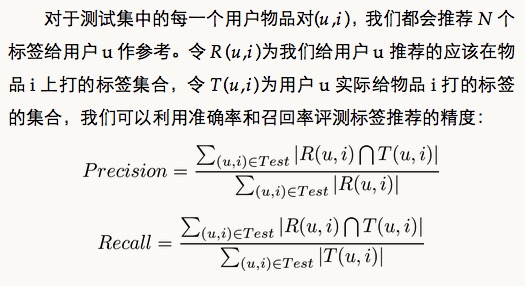 对于测试集中的每一个用户物品对(u,i)，我们都会推荐 N 个
标签给用户 u 作参考。令 R(u,i)为我们给用户 u 推荐的应该在物
品 i 上打的标签集合，令 T(u,i)为用户 u 实际给物品 i 打的标签
的集合，我们可以利用准确率和召回率评测标签推荐的精度：
Precision = \frac{\sum_{(u,i)\in Test} |R(u,i) \bigcap T(u,i)|}{\sum_{(u,i)\in Test} |R(u,i)|}
Recall = \frac{\sum_{(u,i)\in Test} |R(u,i) \bigcap T(u,i)|}{\sum_{(u,i)\in Test} |T(u,i)|}